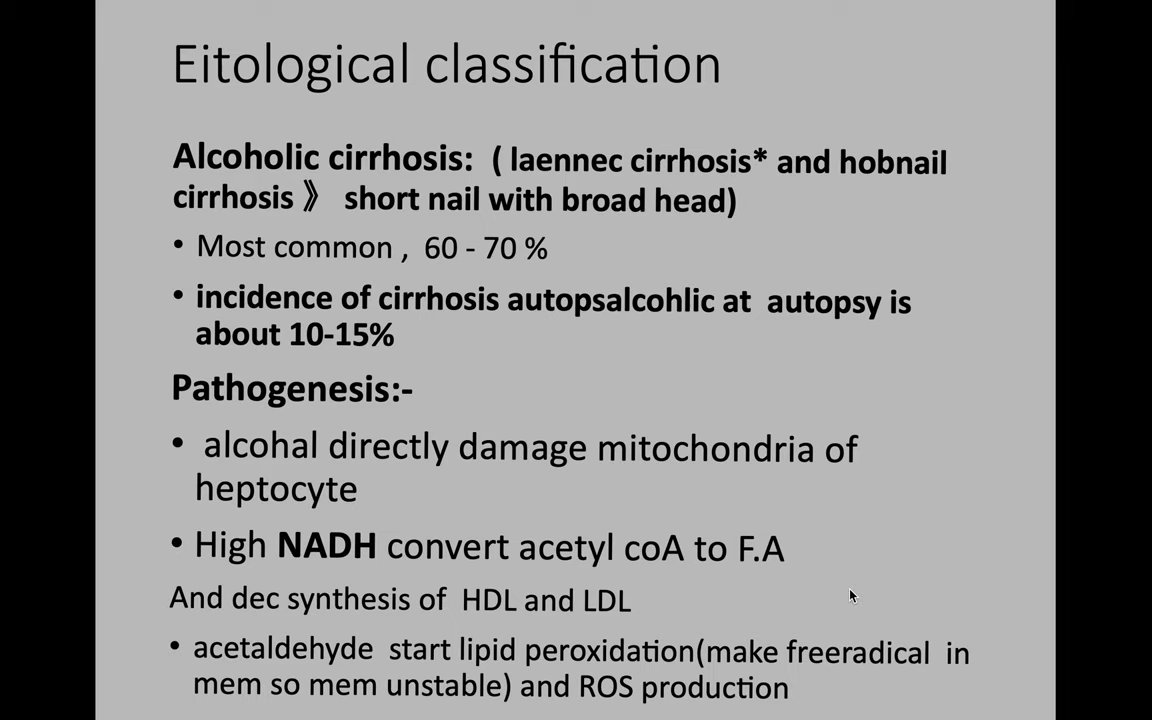 Eitological classification
Alcoholic cirrhosis: ( laennec cirrhosis* and hobnail
cirrhosis 》 short nail with broad head)
• Most common , 60 - 70 %
• incidence of cirrhosis autopsalcohlic at autopsy is
about 10-15%
Pathogenesis:-
• alcohal directly damage mitochondria of
heptocyte
• High NADH convert acetyl coA to F.A
And dec synthesis of HDL and LDL
• acetaldehyde start lipid peroxidation(make freeradical in
mem so mem unstable) and ROS production